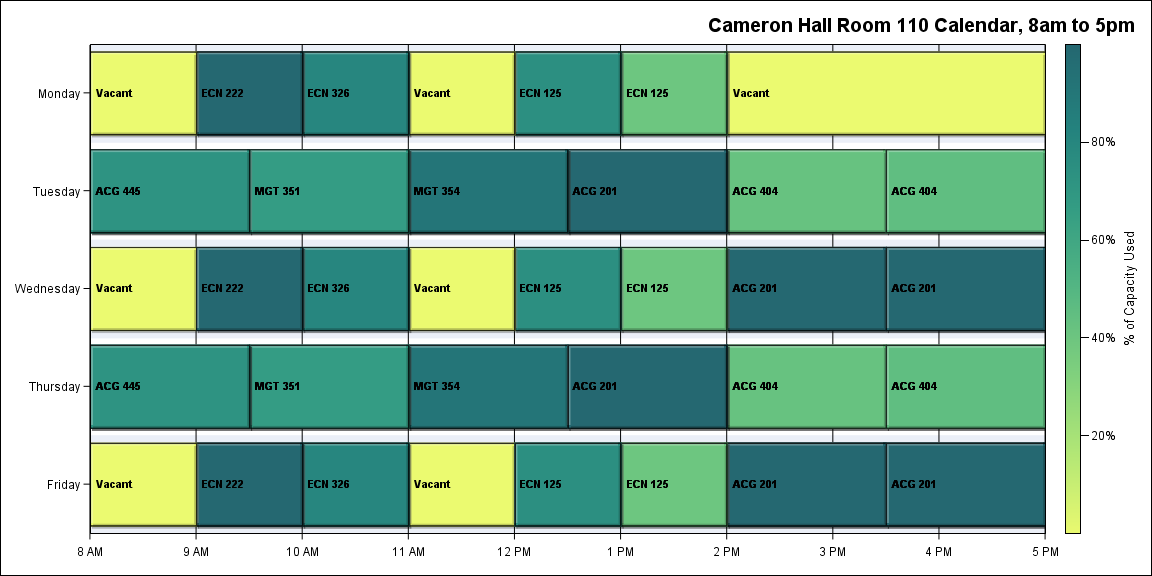 Cameron Hall Room 110 Calendar, 8am to 5pm
Monday
Vacant
ECN 222
ECN 326
Vacant
ECN 125
ECN 125
Vacant
Tuesday
ACG 445
MGT 351
MGT 354
ACG 201
ACG 404
ACG 404
Wednesday
Vacant
ECN 222
ECN 326
Vacant
ECN 125
ECN 125
ACG 201
ACG 201
Thursday
ACG 445
MGT 351
MGT 354
ACG 201
ACG 404
ACG 404
Friday
Vacant
ECN 222
ECN 326
Vacant
ECN 125
ECN 125
ACG 201
ACG 201
8 AM
9 AM
10 AM
11 AM
12 PM
1 PM
2 PM
3 PM
4 PM
5 PM
80%
60%
40%
20%
% of Capacity Used